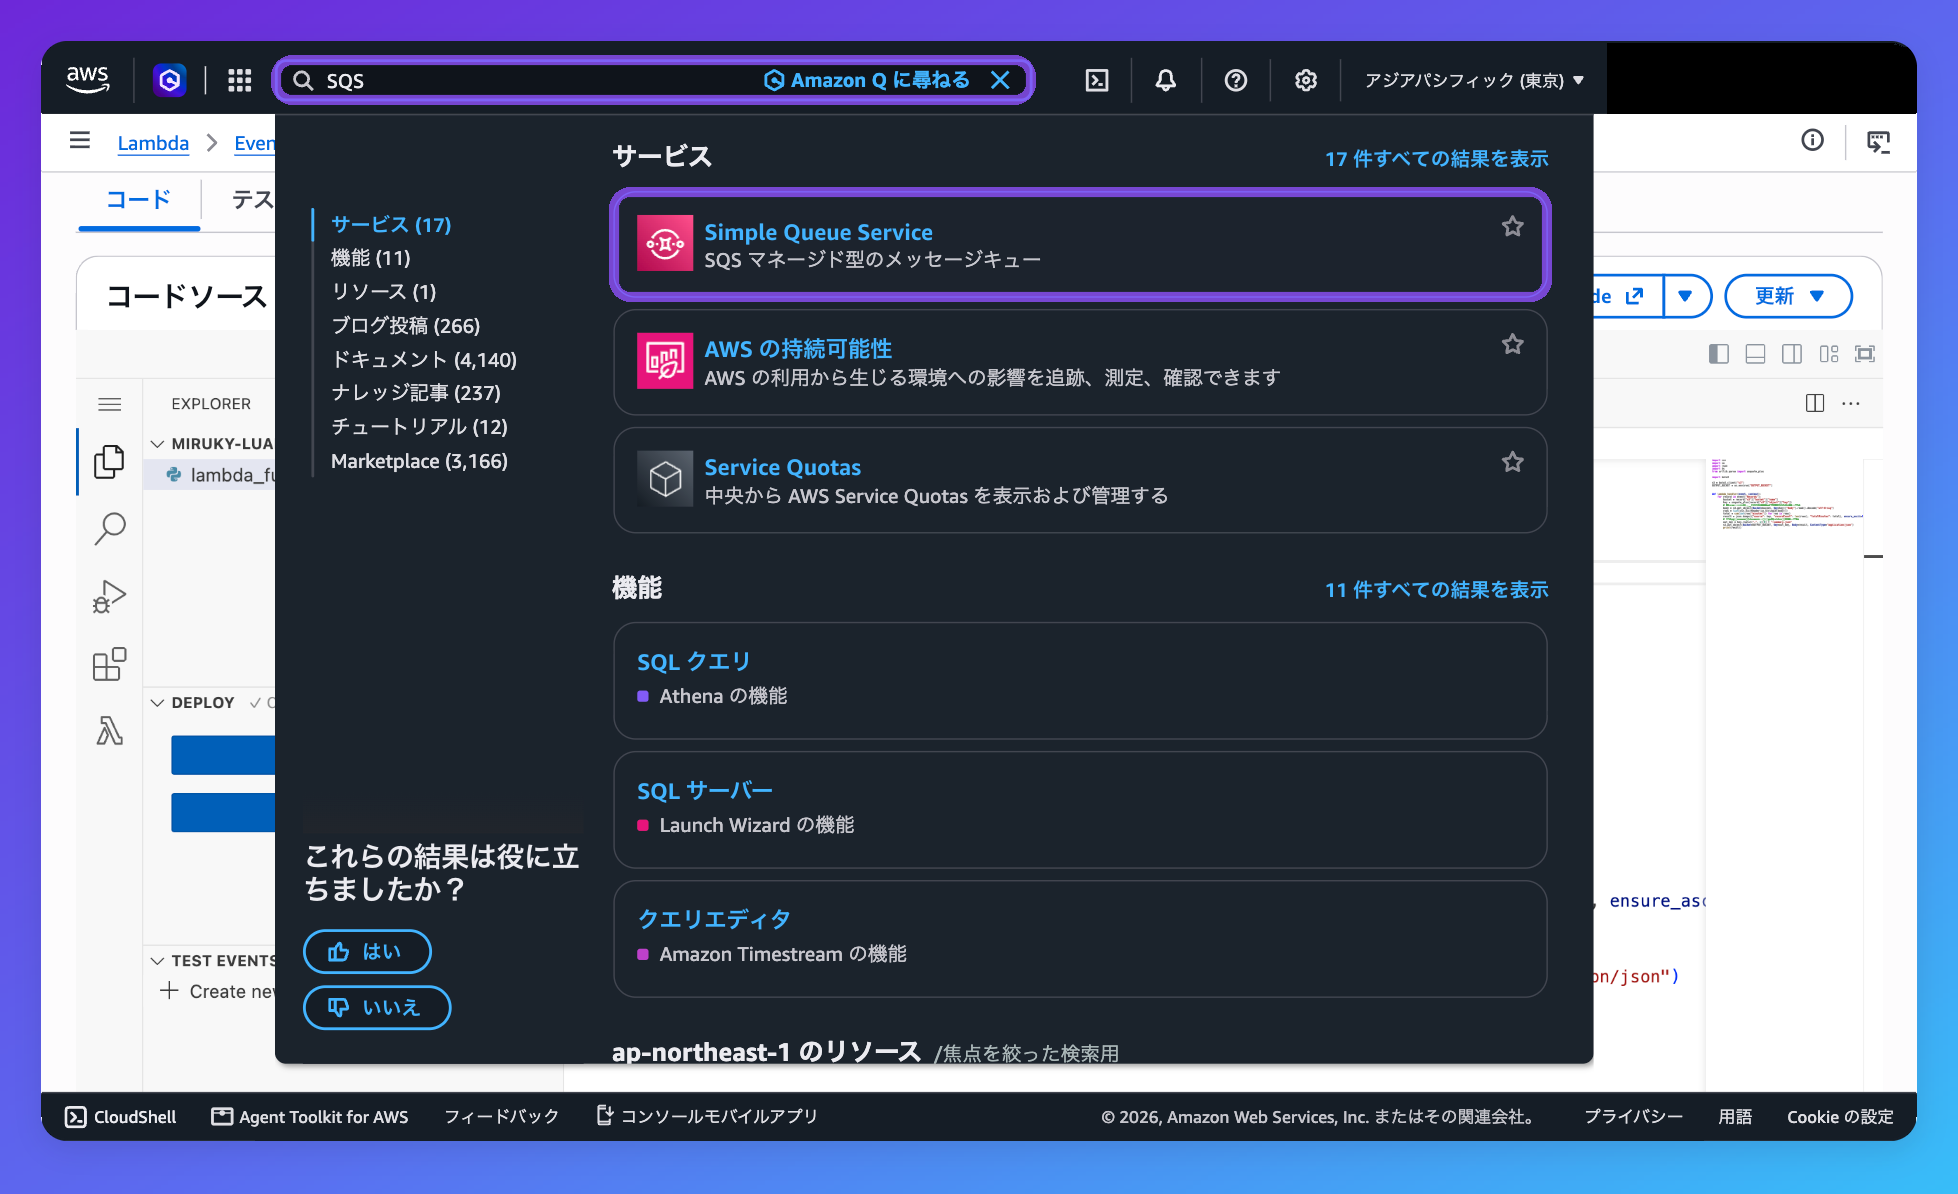 aws
SQS
Amazon Q に尋ねる
アジアパシフィック (東京)
Lambda
Even
コード
テス
コードソース
de
更新
EXPLORER
MIRUKY-LUA
lambda_fu
DEPLOY
TEST EVENTS
Create new
サービス (17)
機能 (11)
リソース (1)
ブログ投稿 (266)
ドキュメント (4,140)
ナレッジ記事 (237)
チュートリアル (12)
Marketplace (3,166)
これらの結果は役に立
ちましたか？
はい
いいえ
サービス
17 件すべての結果を表示
Simple Queue Service
SQS マネージド型のメッセージキュー
AWS の持続可能性
AWS の利用から生じる環境への影響を追跡、測定、確認できます
Service Quotas
中央から AWS Service Quotas を表示および管理する
機能
11 件すべての結果を表示
SQL クエリ
Athena の機能
SQL サーバー
Launch Wizard の機能
クエリエディタ
Amazon Timestream の機能
ap-northeast-1 のリソース /焦点を絞った検索用
, ensure_asc
on/json")
CloudShell
Agent Toolkit for AWS
フィードバック
コンソールモバイルアプリ
© 2026, Amazon Web Services, Inc. またはその関連会社。
プライバシー
用語
Cookie の設定